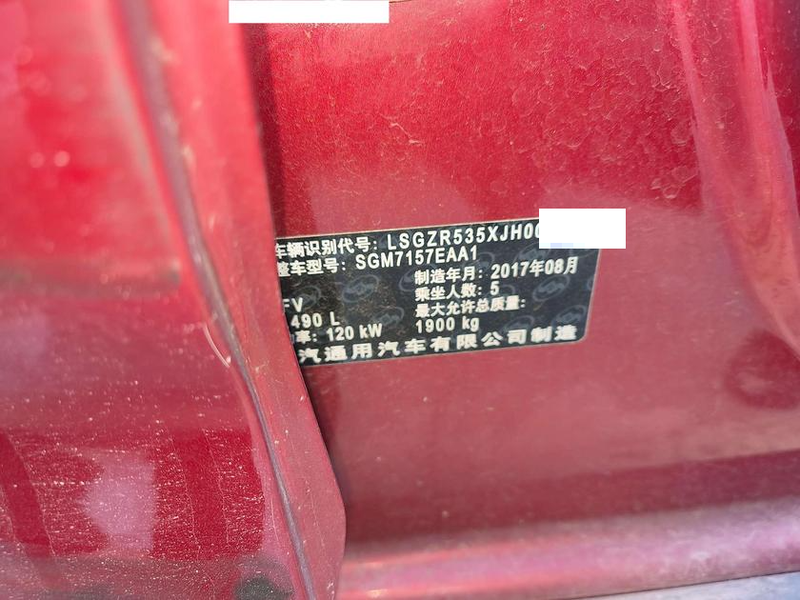 车辆识别代号: LSGZR535XJH0
整车型号: SGM7157EAA1
制造年月: 2017年08月
FV
乘坐人数: 5
490 L
最大允许总质量:
率: 120 kW
1900 kg
汽通用汽车有限公司制造